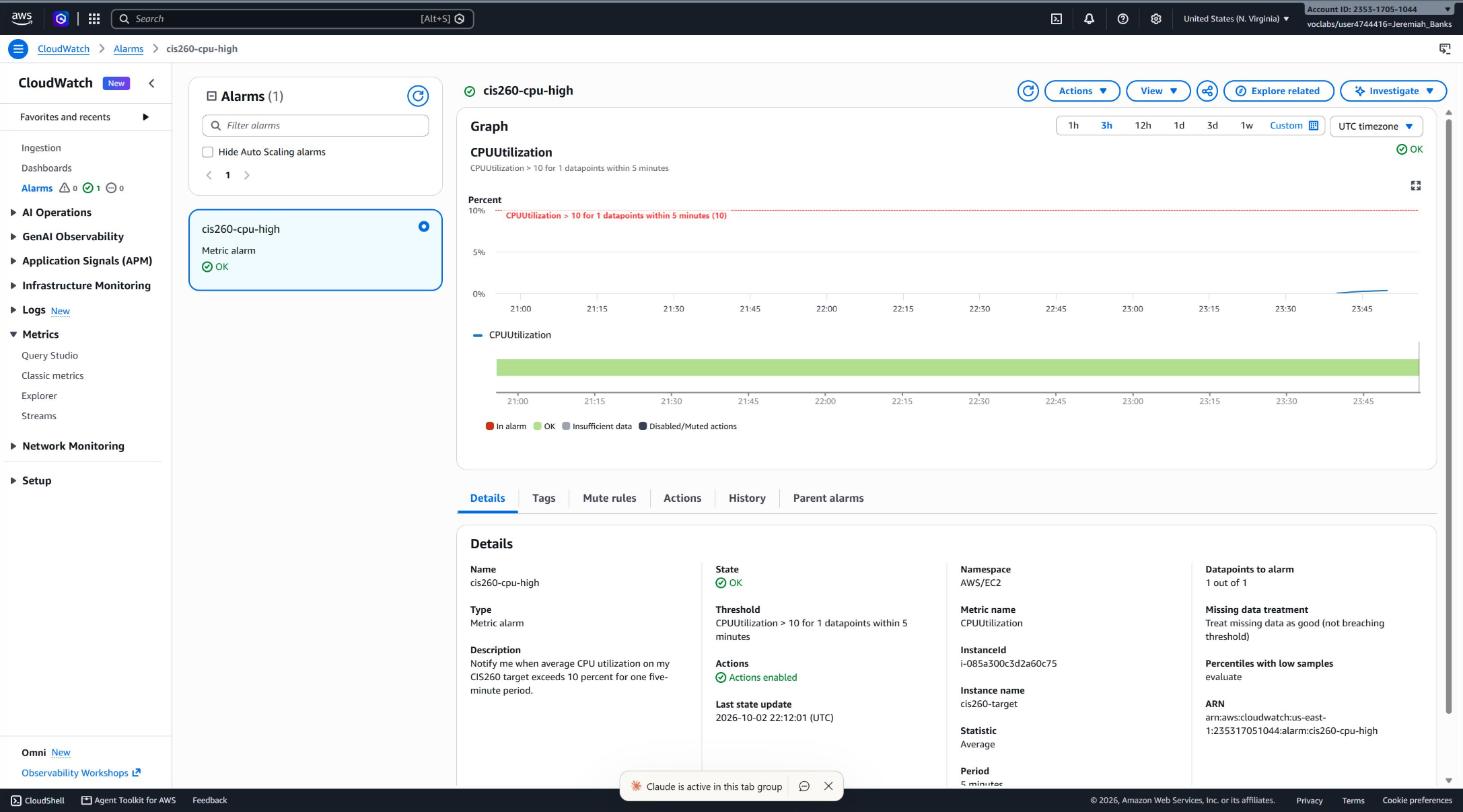 aws
Search
[Alt+S]
United States (N. Virginia)
Account ID: 2353-1705-1044
voclabs/user4744416=Jeremiah_Banks
CloudWatch
Alarms
cis260-cpu-high
CloudWatch
New
Favorites and recents
Ingestion
Dashboards
Alarms 0 1 0
AI Operations
GenAI Observability
Application Signals (APM)
Infrastructure Monitoring
Logs New
Metrics
Query Studio
Classic metrics
Explorer
Streams
Network Monitoring
Setup
Omni New
Observability Workshops
Alarms (1)
Filter alarms
Hide Auto Scaling alarms
1
cis260-cpu-high
Metric alarm
OK
cis260-cpu-high
Actions
View
Explore related
Investigate
Graph
1h 3h 12h 1d 3d 1w Custom
UTC timezone
CPUUtilization
OK
CPUUtilization > 10 for 1 datapoints within 5 minutes
Percent
10%
CPUUtilization > 10 for 1 datapoints within 5 minutes (10)
5%
0%
21:00 21:15 21:30 21:45 22:00 22:15 22:30 22:45 23:00 23:15 23:30 23:45
CPUUtilization
21:00 21:15 21:30 21:45 22:00 22:15 22:30 22:45 23:00 23:15 23:30 23:45
In alarm OK Insufficient data Disabled/Muted actions
Details Tags Mute rules Actions History Parent alarms
Details
Name
cis260-cpu-high
Type
Metric alarm
Description
Notify me when average CPU utilization on my
CIS260 target exceeds 10 percent for one five-
minute period.
State
OK
Threshold
CPUUtilization > 10 for 1 datapoints within 5
minutes
Actions
Actions enabled
Last state update
2026-10-02 22:12:01 (UTC)
Namespace
AWS/EC2
Metric name
CPUUtilization
InstanceId
i-085a300c3d2a60c75
Instance name
cis260-target
Statistic
Average
Period
5 minutes
Datapoints to alarm
1 out of 1
Missing data treatment
Treat missing data as good (not breaching
threshold)
Percentiles with low samples
evaluate
ARN
arn:aws:cloudwatch:us-east-
1:235317051044:alarm:cis260-cpu-high
Claude is active in this tab group
CloudShell
Agent Toolkit for AWS
Feedback
© 2026, Amazon Web Services, Inc. or its affiliates.
Privacy
Terms
Cookie preferences